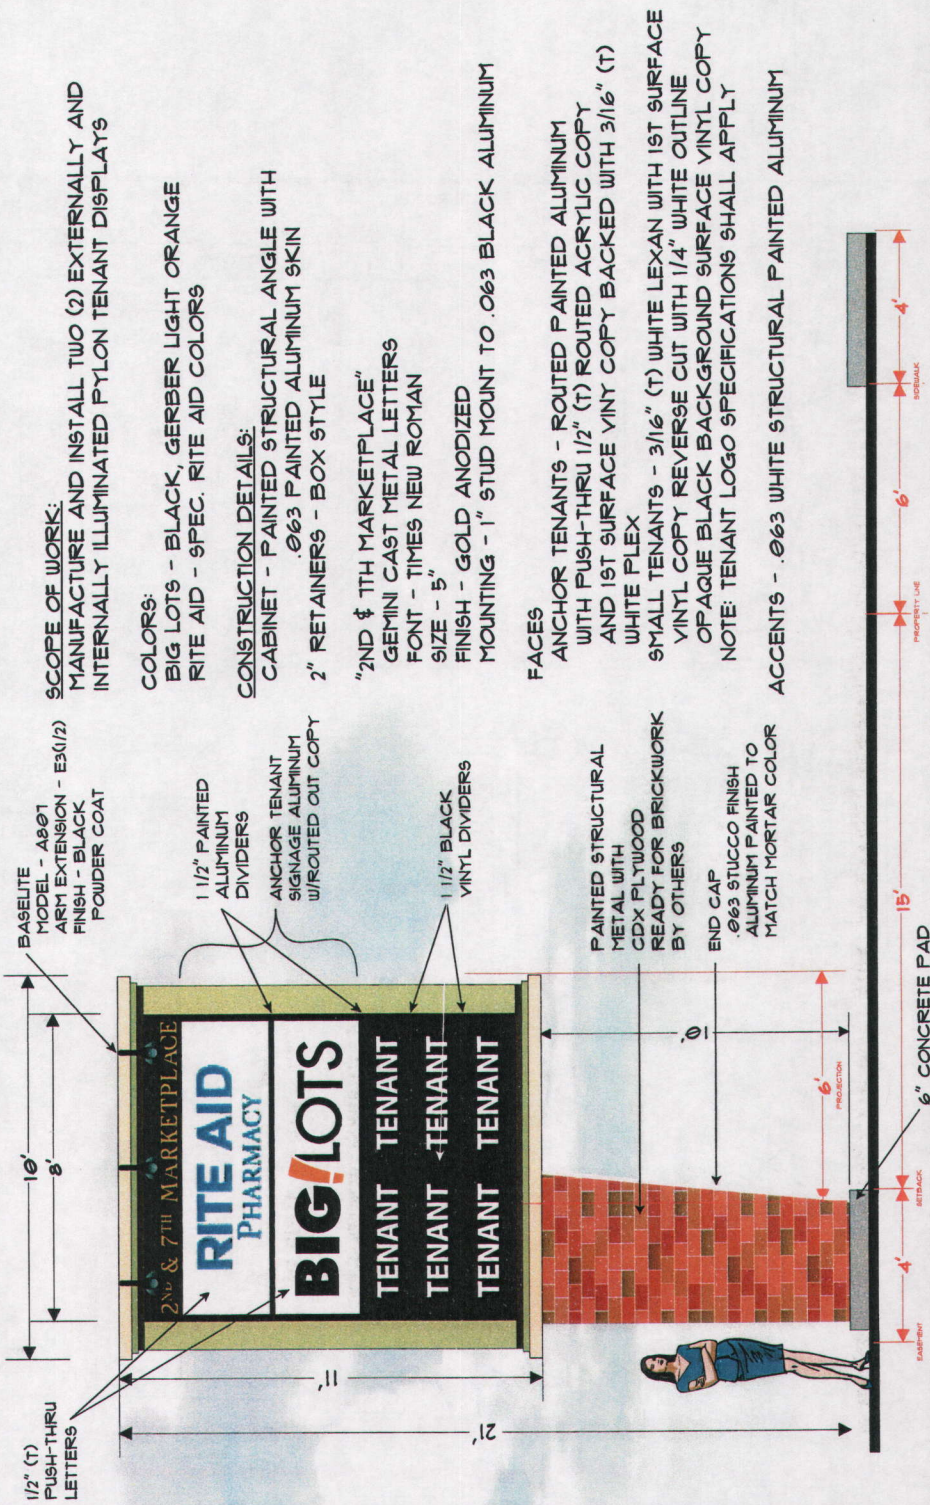 SCOPE OF WORK:
MANUFACTURE AND INSTALL TWO (2) EXTERNALLY AND
INTERNALLY ILLUMINATED PYLON TENANT DISPLAYS
COLORS:
BIG LOTS - BLACK, GERBER LIGHT ORANGE
RITE AID - SPEC. RITE AID COLORS
CONSTRUCTION DETAILS:
CABINET - PAINTED STRUCTURAL ANGLE WITH
.063 PAINTED ALUMINUM SKIN
2" RETAINERS - BOX STYLE
"2ND & 7TH MARKETPLACE"
GEMINI CAST METAL LETTERS
FONT - TIMES NEW ROMAN
SIZE - 5"
FINISH - GOLD ANODIZED
MOUNTING - 1" STUD MOUNT TO .063 BLACK ALUMINUM
FACES
ANCHOR TENANTS - ROUTED PAINTED ALUMINUM
WITH PUSH-THRU 1/2" (T) ROUTED ACRYLIC COPY
AND 1ST SURFACE VINY COPY BACKED WITH 3/16" (T)
WHITE PLEX
SMALL TENANTS - 3/16" (T) WHITE LEXAN WITH 1ST SURFACE
VINYL COPY REVERSE CUT WITH 1/4" WHITE OUTLINE
OPAQUE BLACK BACKGROUND SURFACE VINYL COPY
NOTE: TENANT LOGO SPECIFICATIONS SHALL APPLY
ACCENTS - .063 WHITE STRUCTURAL PAINTED ALUMINUM
1/2" (T)
PUSH-THRU
LETTERS
10'
8'
BASELITE
MODEL - A807
ARM EXTENSION - E3(1/2)
FINISH - BLACK
POWDER COAT
1 1/2" PAINTED
ALUMINUM
DIVIDERS
ANCHOR TENANT
SIGNAGE ALUMINUM
W/ROUTED OUT COPY
1 1/2" BLACK
VINYL DIVIDERS
2ND & 7TH MARKETPLACE
RITE AID
PHARMACY
BIG!LOTS
TENANT TENANT
TENANT TENANT
TENANT TENANT
11'
21'
10'
PAINTED STRUCTURAL
METAL WITH
CDX PLYWOOD
READY FOR BRICKWORK
BY OTHERS
END CAP
.063 STUCCO FINISH
ALUMINUM PAINTED TO
MATCH MORTAR COLOR
6'
PROJECTION
4'
15'
6'
4'
EASEMENT
SETBACK
PROPERTY LINE
SIDEWALK
6" CONCRETE PAD